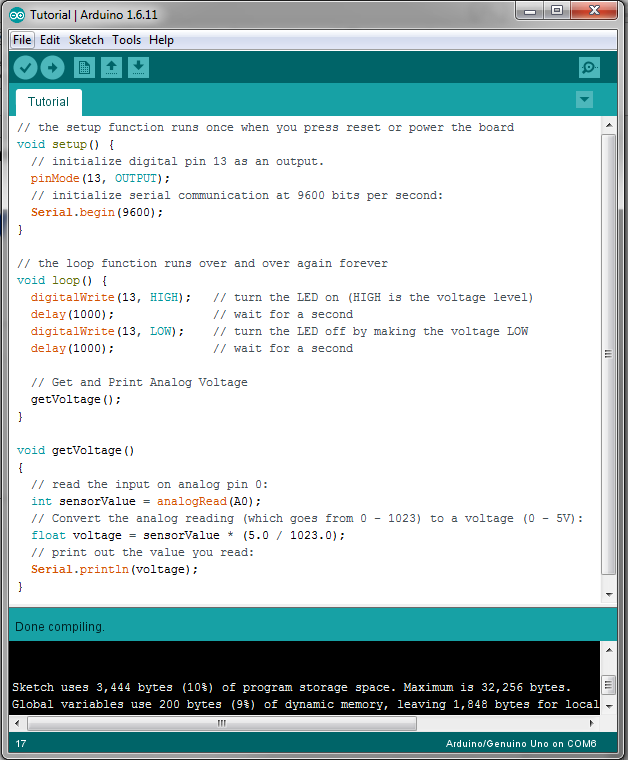 Tutorial | Arduino 1.6.11
File Edit Sketch Tools Help
Tutorial
// the setup function runs once when you press reset or power the board
void setup() {
  // initialize digital pin 13 as an output.
  pinMode(13, OUTPUT);
  // initialize serial communication at 9600 bits per second:
  Serial.begin(9600);
}

// the loop function runs over and over again forever
void loop() {
  digitalWrite(13, HIGH);   // turn the LED on (HIGH is the voltage level)
  delay(1000);              // wait for a second
  digitalWrite(13, LOW);    // turn the LED off by making the voltage LOW
  delay(1000);              // wait for a second

  // Get and Print Analog Voltage
  getVoltage();
}

void getVoltage()
{
  // read the input on analog pin 0:
  int sensorValue = analogRead(A0);
  // Convert the analog reading (which goes from 0 - 1023) to a voltage (0 - 5V):
  float voltage = sensorValue * (5.0 / 1023.0);
  // print out the value you read:
  Serial.println(voltage);
}
Done compiling.
Sketch uses 3,444 bytes (10%) of program storage space. Maximum is 32,256 bytes.
Global variables use 200 bytes (9%) of dynamic memory, leaving 1,848 bytes for local
17 Arduino/Genuino Uno on COM6